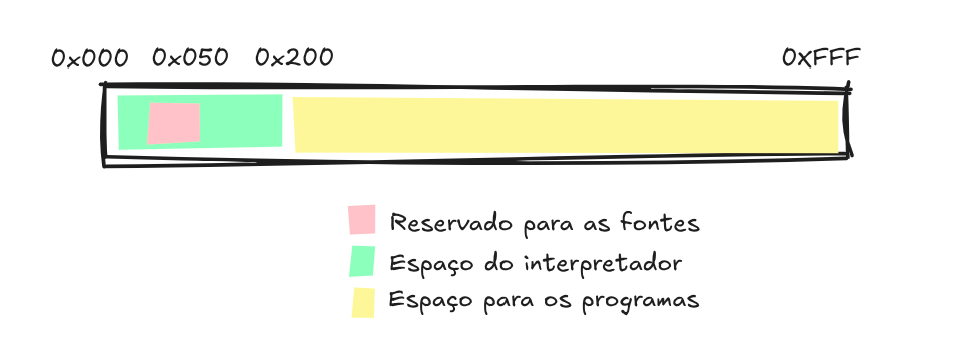 0x000 0x050 0x200 0xFFF
Reservado para as fontes
Espaço do interpretador
Espaço para os programas